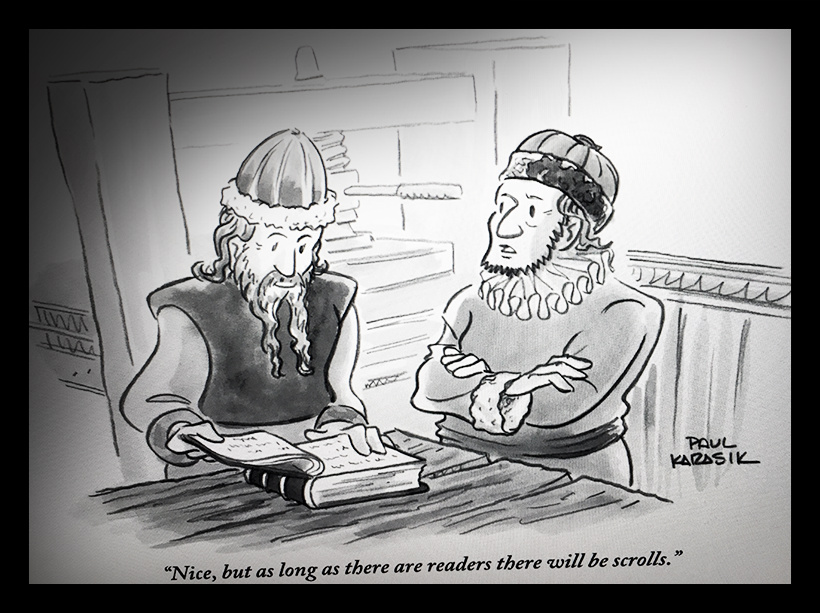 PAUL
KARASIK
“Nice, but as long as there are readers there will be scrolls.”